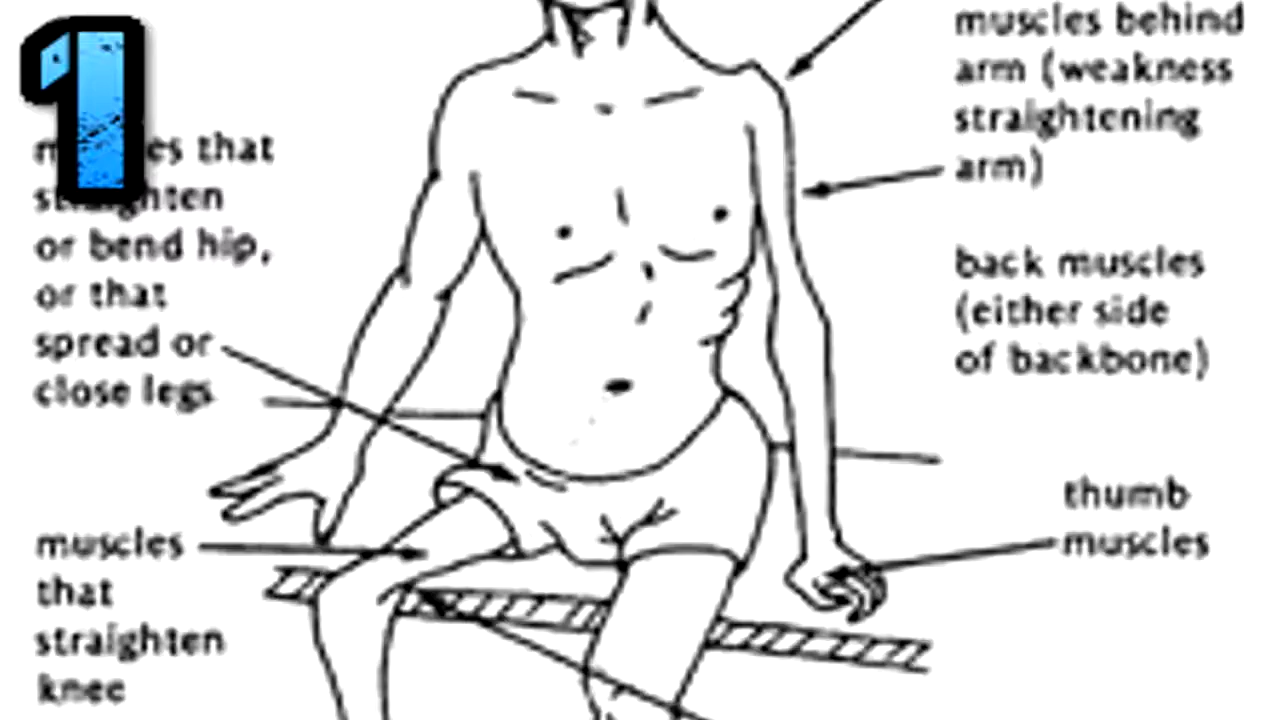 1
that
straighten
or bend hip,
or that
spread or
close legs
muscles
that
straighten
knee
muscles behind
arm (weakness
straightening
arm)
back muscles
(either side
of backbone)
thumb
muscles